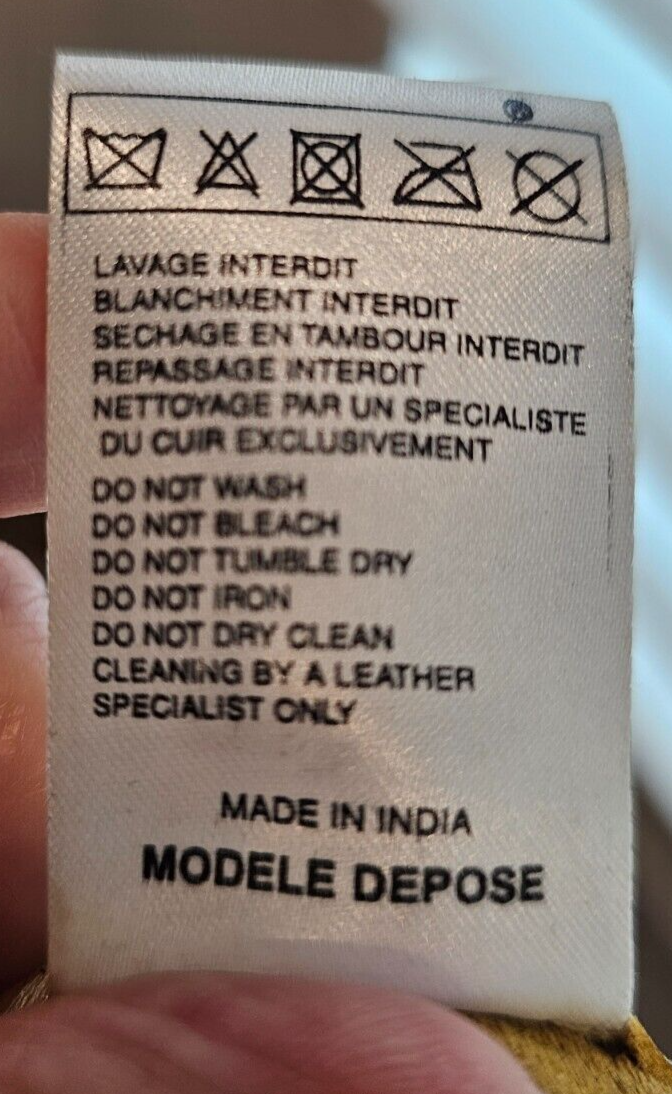 LAVAGE INTERDIT
BLANCHIMENT INTERDIT
SECHAGE EN TAMBOUR INTERDIT
REPASSAGE INTERDIT
NETTOYAGE PAR UN SPECIALISTE
DU CUIR EXCLUSIVEMENT
DO NOT WASH
DO NOT BLEACH
DO NOT TUMBLE DRY
DO NOT IRON
DO NOT DRY CLEAN
CLEANING BY A LEATHER
SPECIALIST ONLY
MADE IN INDIA
MODELE DEPOSE